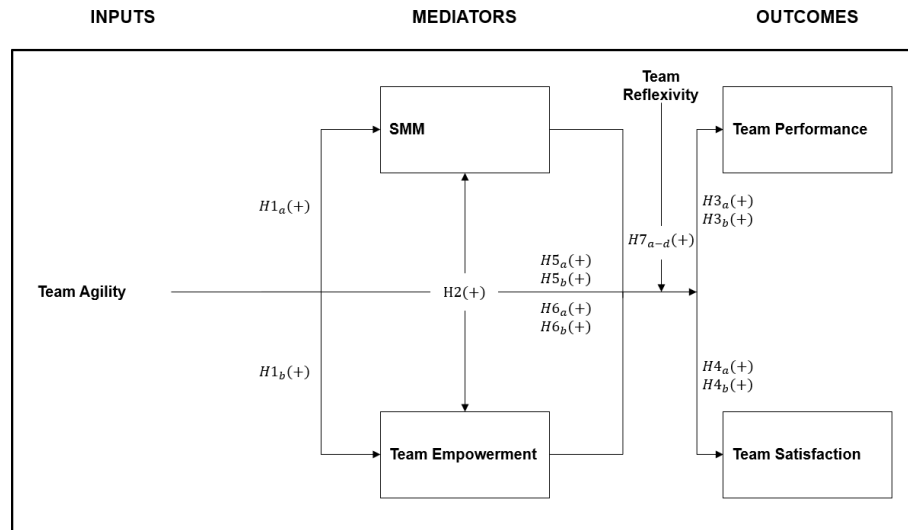 INPUTS
MEDIATORS
OUTCOMES
Team
Reflexivity
SMM
Team Performance
H1a(+)
H3a(+)
H3b(+)
H7a−d(+)
H5a(+)
H5b(+)
Team Agility
H2(+)
H6a(+)
H6b(+)
H1b(+)
H4a(+)
H4b(+)
Team Empowerment
Team Satisfaction